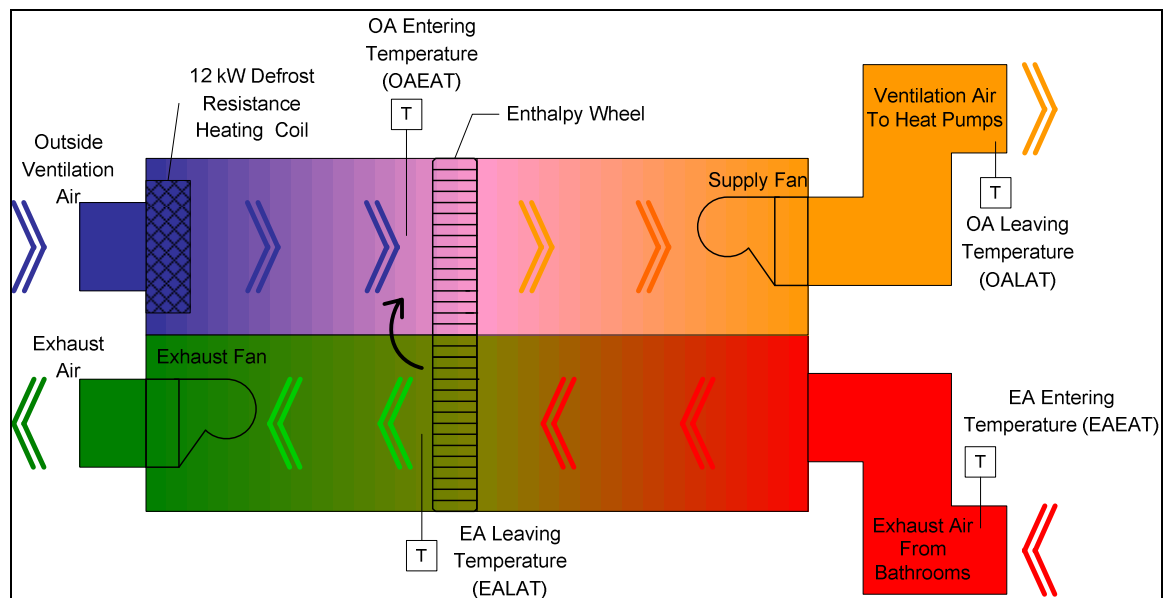 OA Entering
Temperature
(OAEAT)
12 kW Defrost
Resistance
Heating Coil
T
Enthalpy Wheel
Ventilation Air
To Heat Pumps
Outside
Ventilation
Air
Supply Fan
T
OA Leaving
Temperature
(OALAT)
Exhaust
Air
Exhaust Fan
EA Entering
Temperature (EAEAT)
T
EA Leaving
Temperature
(EALAT)
T
Exhaust Air
From
Bathrooms